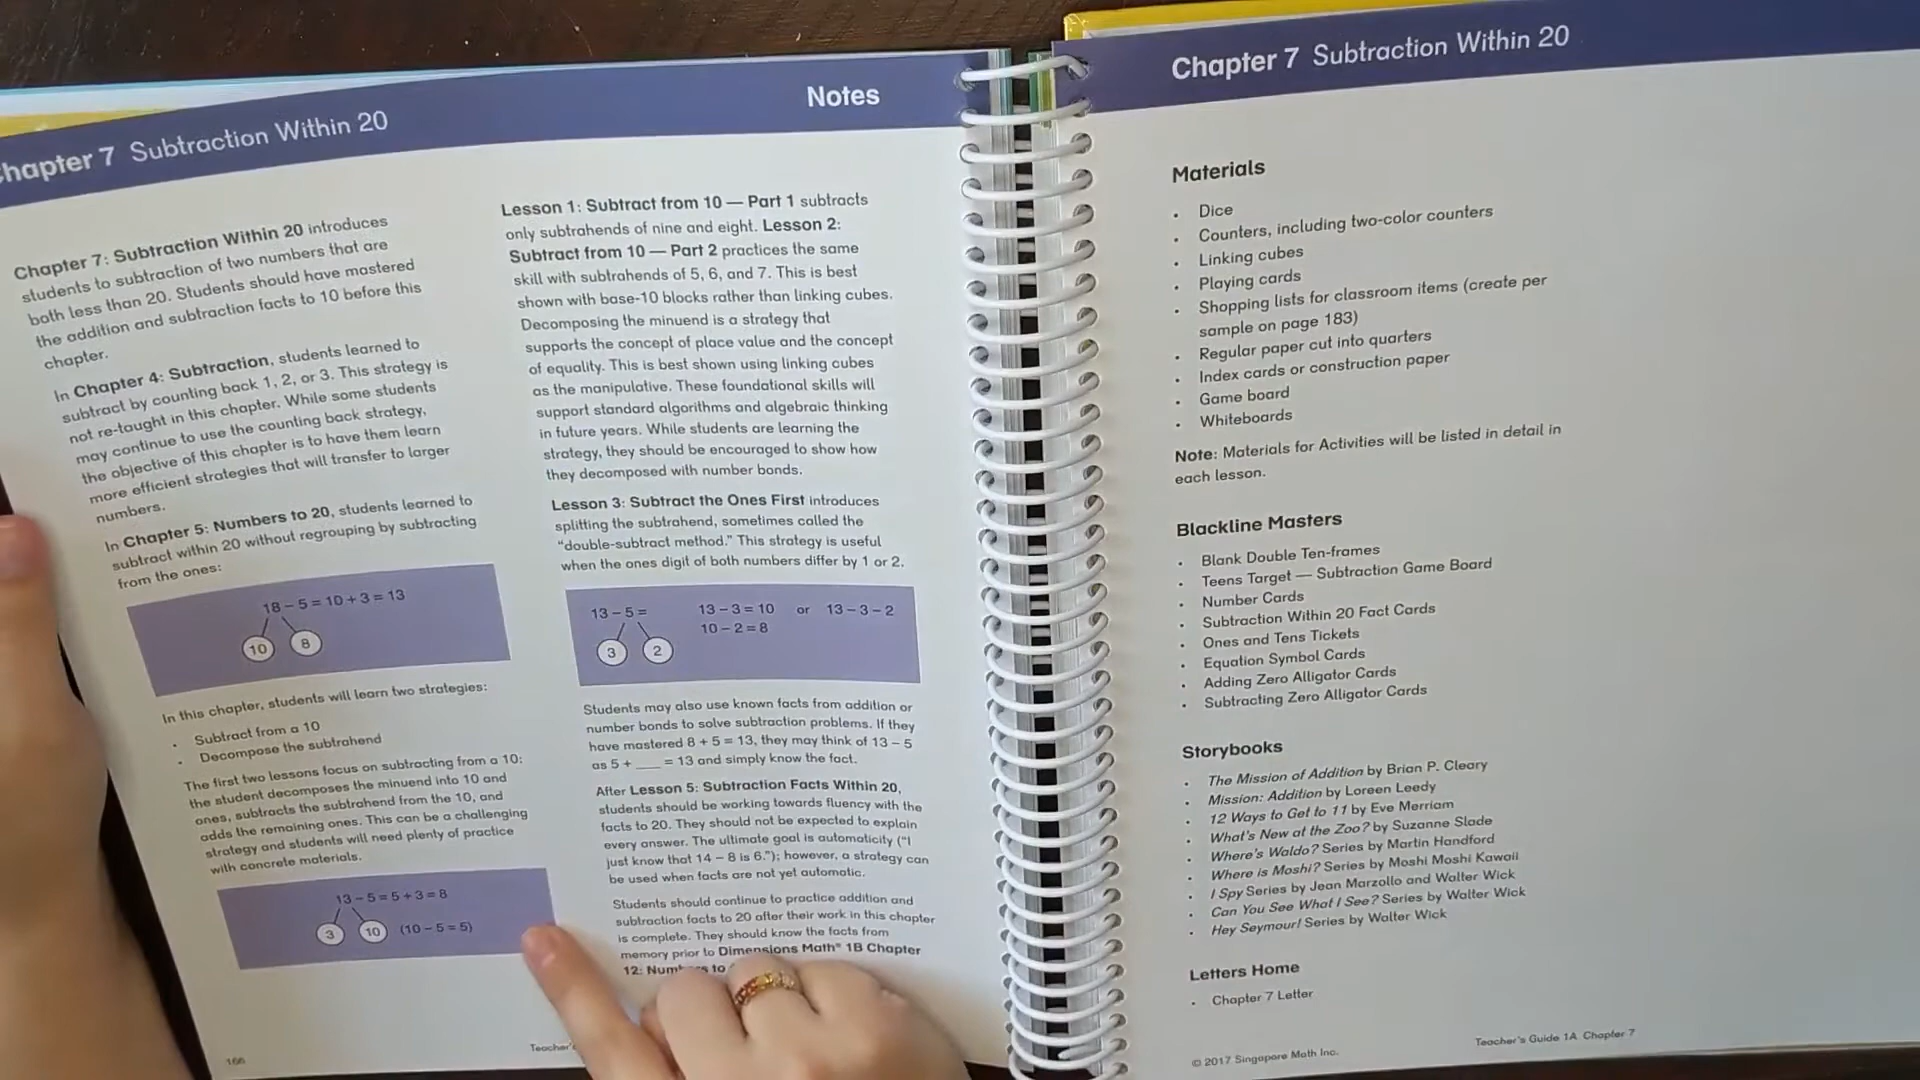 Chapter 7 Subtraction Within 20
Notes
Chapter 7: Subtraction Within 20 introduces
students to subtraction of two numbers that are
both less than 20. Students should have mastered
the addition and subtraction facts to 10 before this
chapter.
In Chapter 4: Subtraction, students learned to
subtract by counting back 1, 2, or 3. This strategy is
not re-taught in this chapter. While some students
may continue to use the counting back strategy,
the objective of this chapter is to have them learn
more efficient strategies that will transfer to larger
numbers.
In Chapter 5: Numbers to 20, students learned to
subtract within 20 without regrouping by subtracting
from the ones:
18 – 5 = 10 + 3 = 13
10 8
In this chapter, students will learn two strategies:
• Subtract from a 10
• Decompose the subtrahend
The first two lessons focus on subtracting from a 10:
the student decomposes the minuend into 10 and
ones, subtracts the subtrahend from the 10, and
adds the remaining ones. This can be a challenging
strategy and students will need plenty of practice
with concrete materials.
13 – 5 = 5 + 3 = 8
3 10 (10 – 5 = 5)
166
Lesson 1: Subtract from 10 — Part 1 subtracts
only subtrahends of nine and eight. Lesson 2:
Subtract from 10 — Part 2 practices the same
skill with subtrahends of 5, 6, and 7. This is best
shown with base-10 blocks rather than linking cubes.
Decomposing the minuend is a strategy that
supports the concept of place value and the concept
of equality. This is best shown using linking cubes
as the manipulative. These foundational skills will
support standard algorithms and algebraic thinking
in future years. While students are learning the
strategy, they should be encouraged to show how
they decomposed with number bonds.
Lesson 3: Subtract the Ones First introduces
splitting the subtrahend, sometimes called the
“double-subtract method.” This strategy is useful
when the ones digit of both numbers differ by 1 or 2.
13 – 5 = 13 – 3 = 10 or 13 – 3 – 2
10 – 2 = 8
3 2
Students may also use known facts from addition or
number bonds to solve subtraction problems. If they
have mastered 8 + 5 = 13, they may think of 13 – 5
as 5 + ___ = 13 and simply know the fact.
After Lesson 5: Subtraction Facts Within 20,
students should be working towards fluency with the
facts to 20. They should not be expected to explain
every answer. The ultimate goal is automaticity (“I
just know that 14 – 8 is 6.”); however, a strategy can
be used when facts are not yet automatic.
Students should continue to practice addition and
subtraction facts to 20 after their work in this chapter
is complete. They should know the facts from
memory prior to Dimensions Math® 1B Chapter
12: Numbers to
Teacher's
Chapter 7 Subtraction Within 20
Materials
• Dice
• Counters, including two-color counters
• Linking cubes
• Playing cards
• Shopping lists for classroom items (create per
sample on page 183)
• Regular paper cut into quarters
• Index cards or construction paper
• Game board
• Whiteboards
Note: Materials for Activities will be listed in detail in
each lesson.
Blackline Masters
• Blank Double Ten-frames
• Teens Target — Subtraction Game Board
• Number Cards
• Subtraction Within 20 Fact Cards
• Ones and Tens Tickets
• Equation Symbol Cards
• Adding Zero Alligator Cards
• Subtracting Zero Alligator Cards
Storybooks
• The Mission of Addition by Brian P. Cleary
• Mission: Addition by Loreen Leedy
• 12 Ways to Get to 11 by Eve Merriam
• What's New at the Zoo? by Suzanne Slade
• Where's Waldo? Series by Martin Handford
• Where is Moshi? Series by Moshi Moshi Kawaii
• I Spy Series by Jean Marzollo and Walter Wick
• Can You See What I See? Series by Walter Wick
• Hey Seymour! Series by Walter Wick
Letters Home
• Chapter 7 Letter
© 2017 Singapore Math Inc.
Teacher's Guide 1A Chapter 7